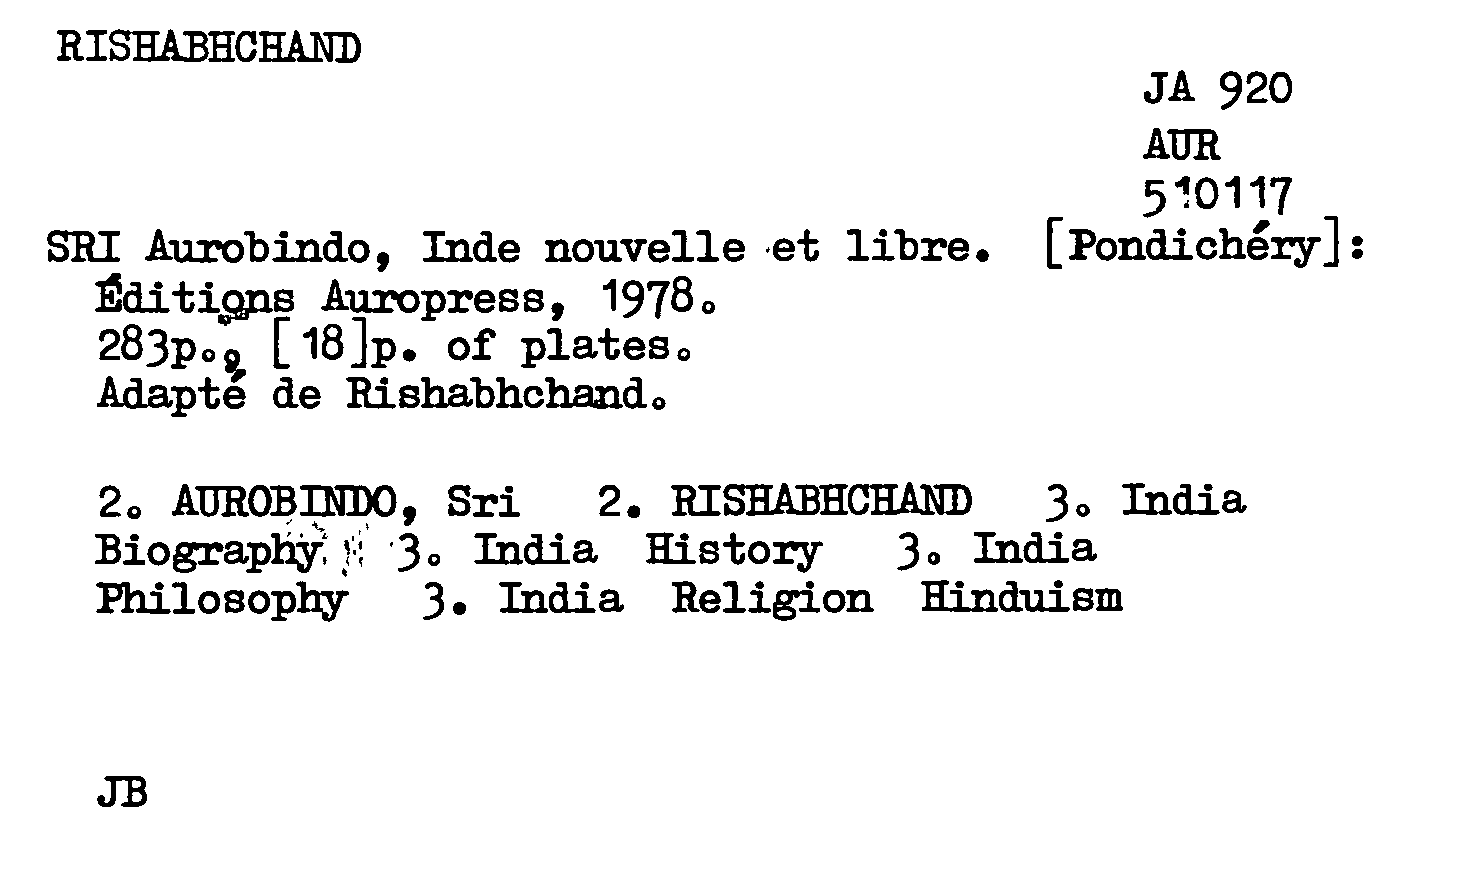 RISHABHCHAND
JA 920
AUR
510117
SRI Aurobindo, Inde nouvelle et libre. [Pondichéry]:
Éditions Auropress, 1978.
283p., [18]p. of plates.
Adapté de Rishabhchand.
2. AUROBINDO, Sri 2. RISHABHCHAND 3. India
Biography 3. India History 3. India
Philosophy 3. India Religion Hinduism
JB